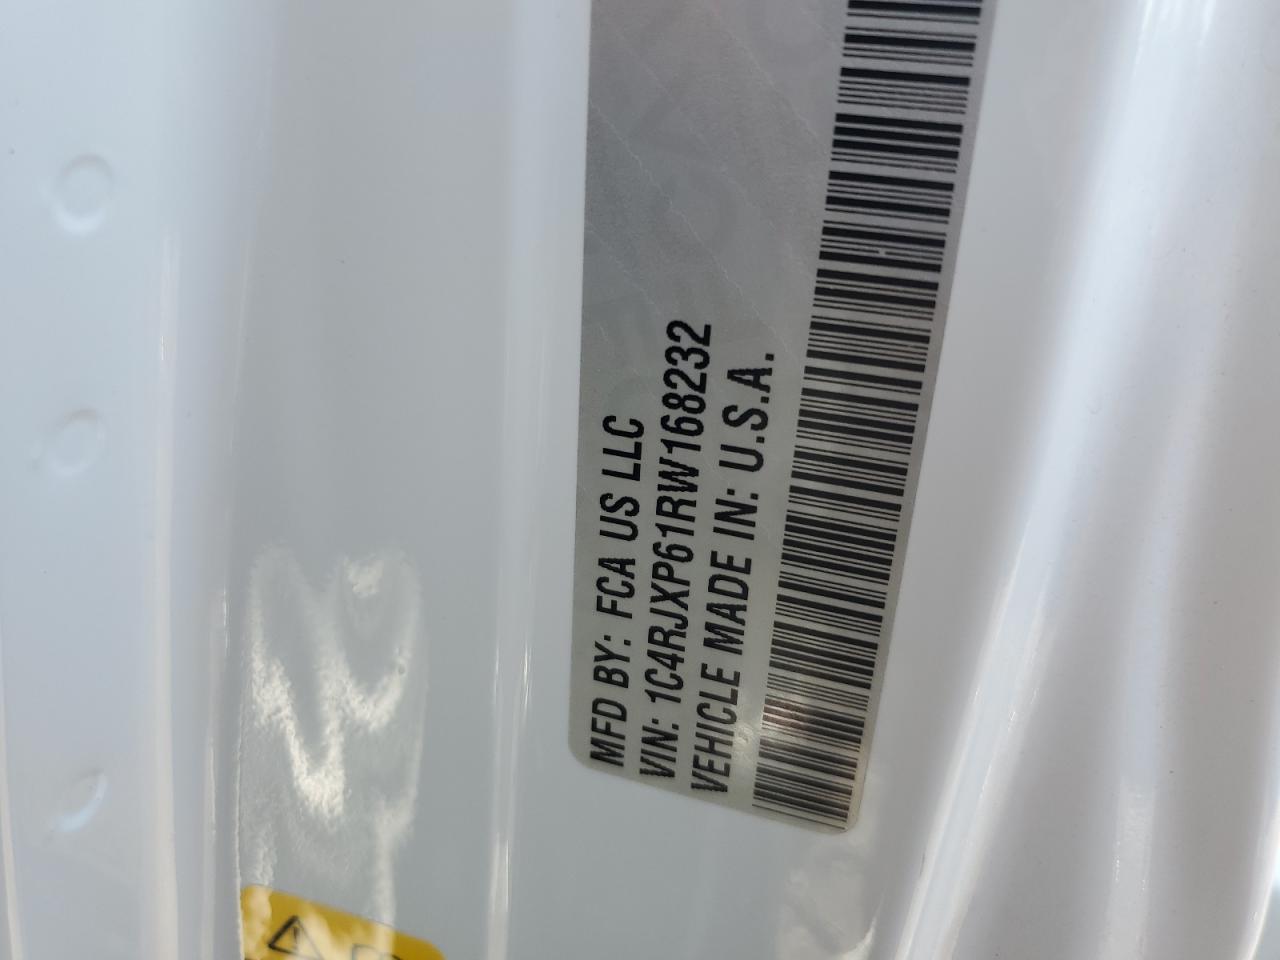 MFD BY: FCA US LLC
VIN: 1C4RJXP61RW168232
VEHICLE MADE IN: U.S.A.